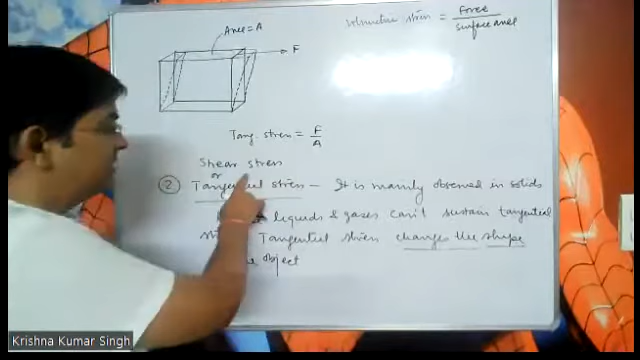 Area = A
volumetric stress = Force
surface area
F
Tang. stress = F
A
Shear stress
or
② Tangential stress – It is mainly observed in solids
liquids & gases can't sustain tangential
Tangential stress changes the shape
object
Krishna Kumar Singh